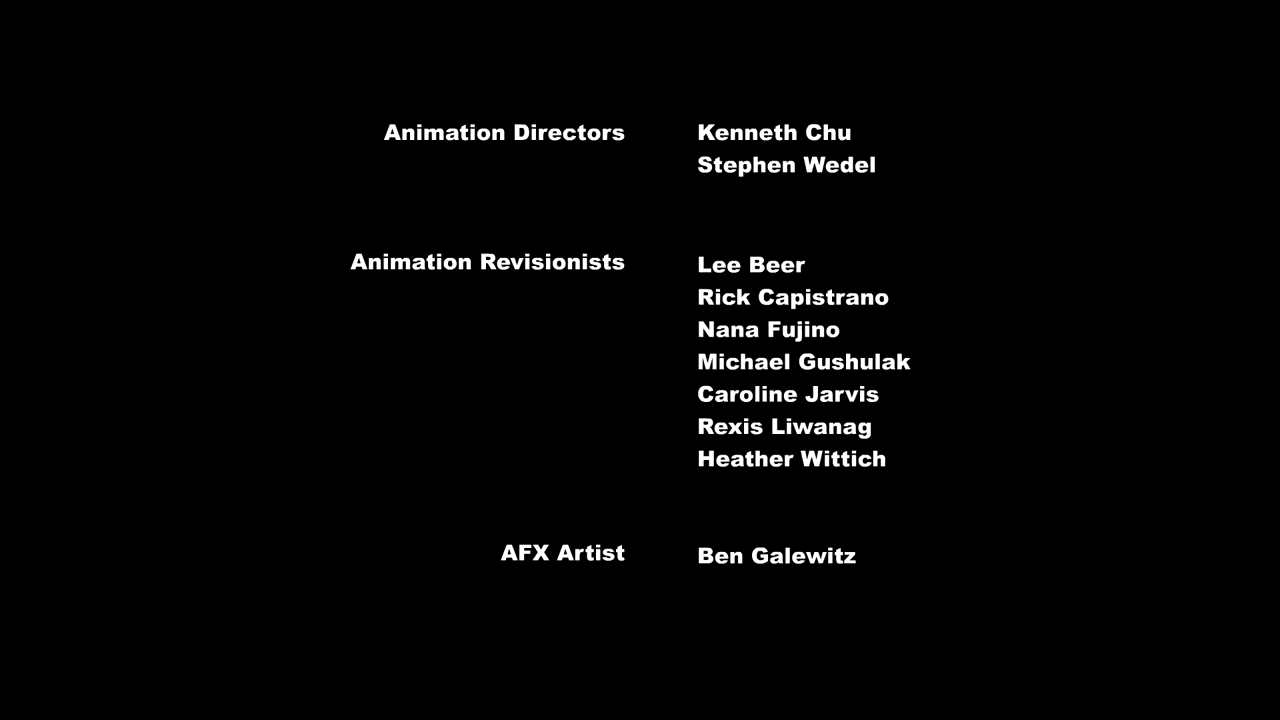 Animation Directors Kenneth Chu
Stephen Wedel
Animation Revisionists Lee Beer
Rick Capistrano
Nana Fujino
Michael Gushulak
Caroline Jarvis
Rexis Liwanag
Heather Wittich
AFX Artist Ben Galewitz